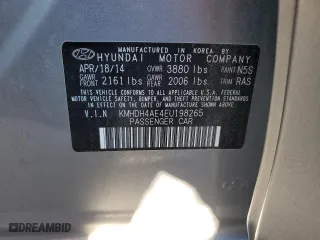 MANUFACTURED IN KOREA BY
HYUNDAI MOTOR COMPANY
APR/18/14 GVWR 3880 lbs PAINT N5S
GAWR FRONT 2161 lbs GAWR REAR 2006 lbs TRIM RAS
THIS VEHICLE CONFORMS TO ALL APPLICABLE
U.S. FEDERAL MOTOR VEHICLE SAFETY, BUMPER,
AND THEFT PREVENTION STANDARDS IN EFFECT ON
THE DATE OF MANUFACTURE SHOWN ABOVE.
V.I.N KMHDH4AE4EU198265
PASSENGER CAR